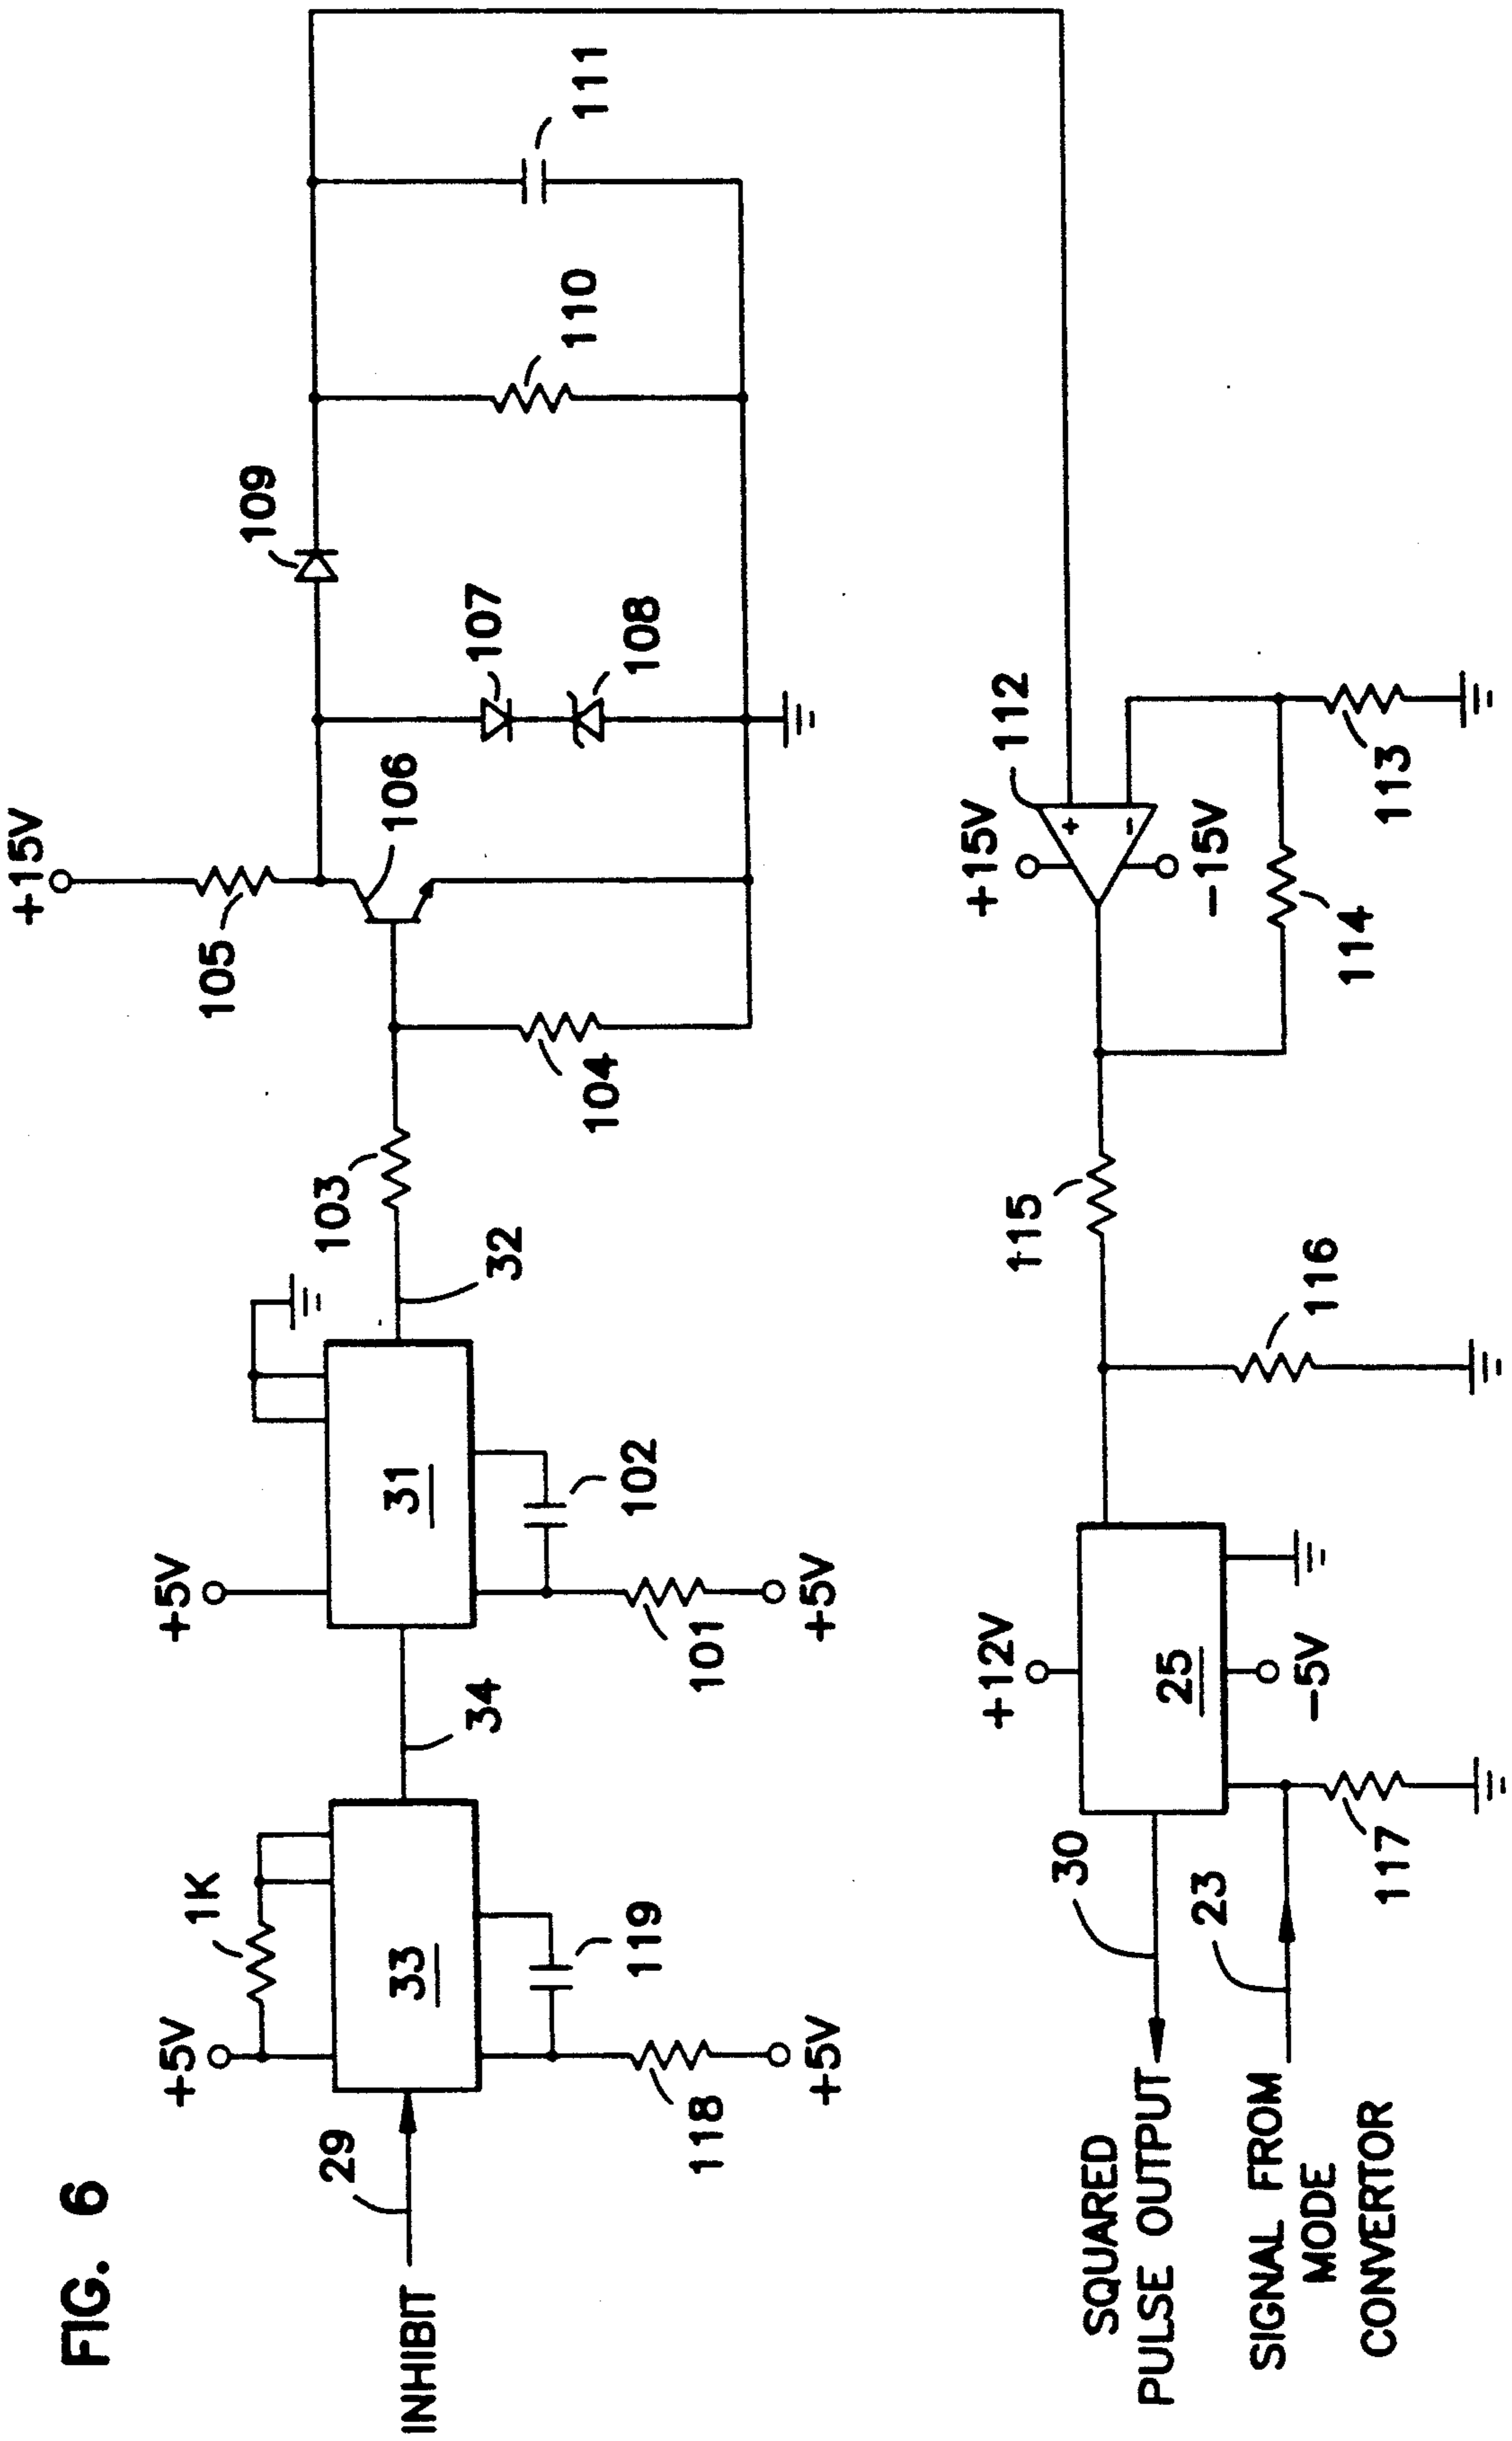 FIG. 6
+15V
109
105
106
107
108
110
111
+5V
1K
+5V
103
32
104
29
33
34
31
INHIBIT
119
102
118
101
+5V
+5V
112
+15V
+
−
−15V
113
114
115
116
+12V
25
−5V
30
23
117
SQUARED
PULSE OUTPUT
SIGNAL FROM
MODE
CONVERTOR